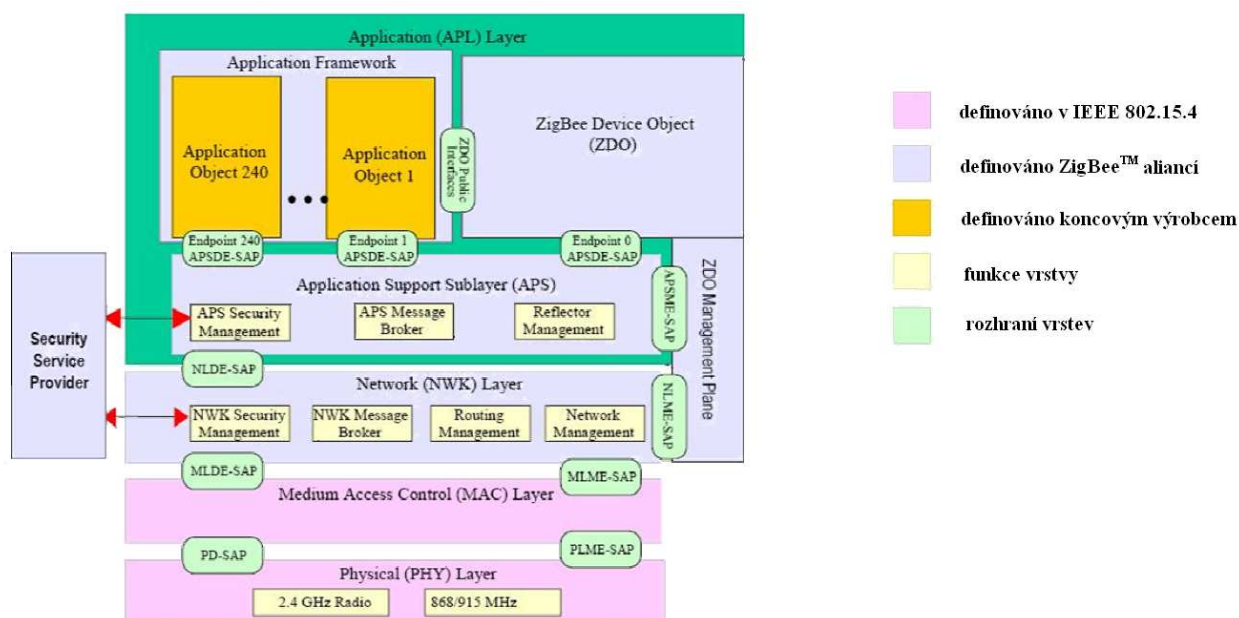 Application (APL) Layer
Application Framework
Application
Object 240
• • •
Application
Object 1
ZDO Public
Interfaces
ZigBee Device Object
(ZDO)
Endpoint 240
APSDE-SAP
Endpoint 1
APSDE-SAP
Endpoint 0
APSDE-SAP
Application Support Sublayer (APS)
APS Security
Management
APS Message
Broker
Reflector
Management
APSME-SAP
ZDO Management Plane
Security
Service
Provider
NLDE-SAP
Network (NWK) Layer
NWK Security
Management
NWK Message
Broker
Routing
Management
Network
Management
NLME-SAP
MLDE-SAP
MLME-SAP
Medium Access Control (MAC) Layer
PD-SAP
PLME-SAP
Physical (PHY) Layer
2.4 GHz Radio
868/915 MHz
definováno v IEEE 802.15.4
definováno ZigBee™ aliancí
definováno koncovým výrobcem
funkce vrstvy
rozhraní vrstev